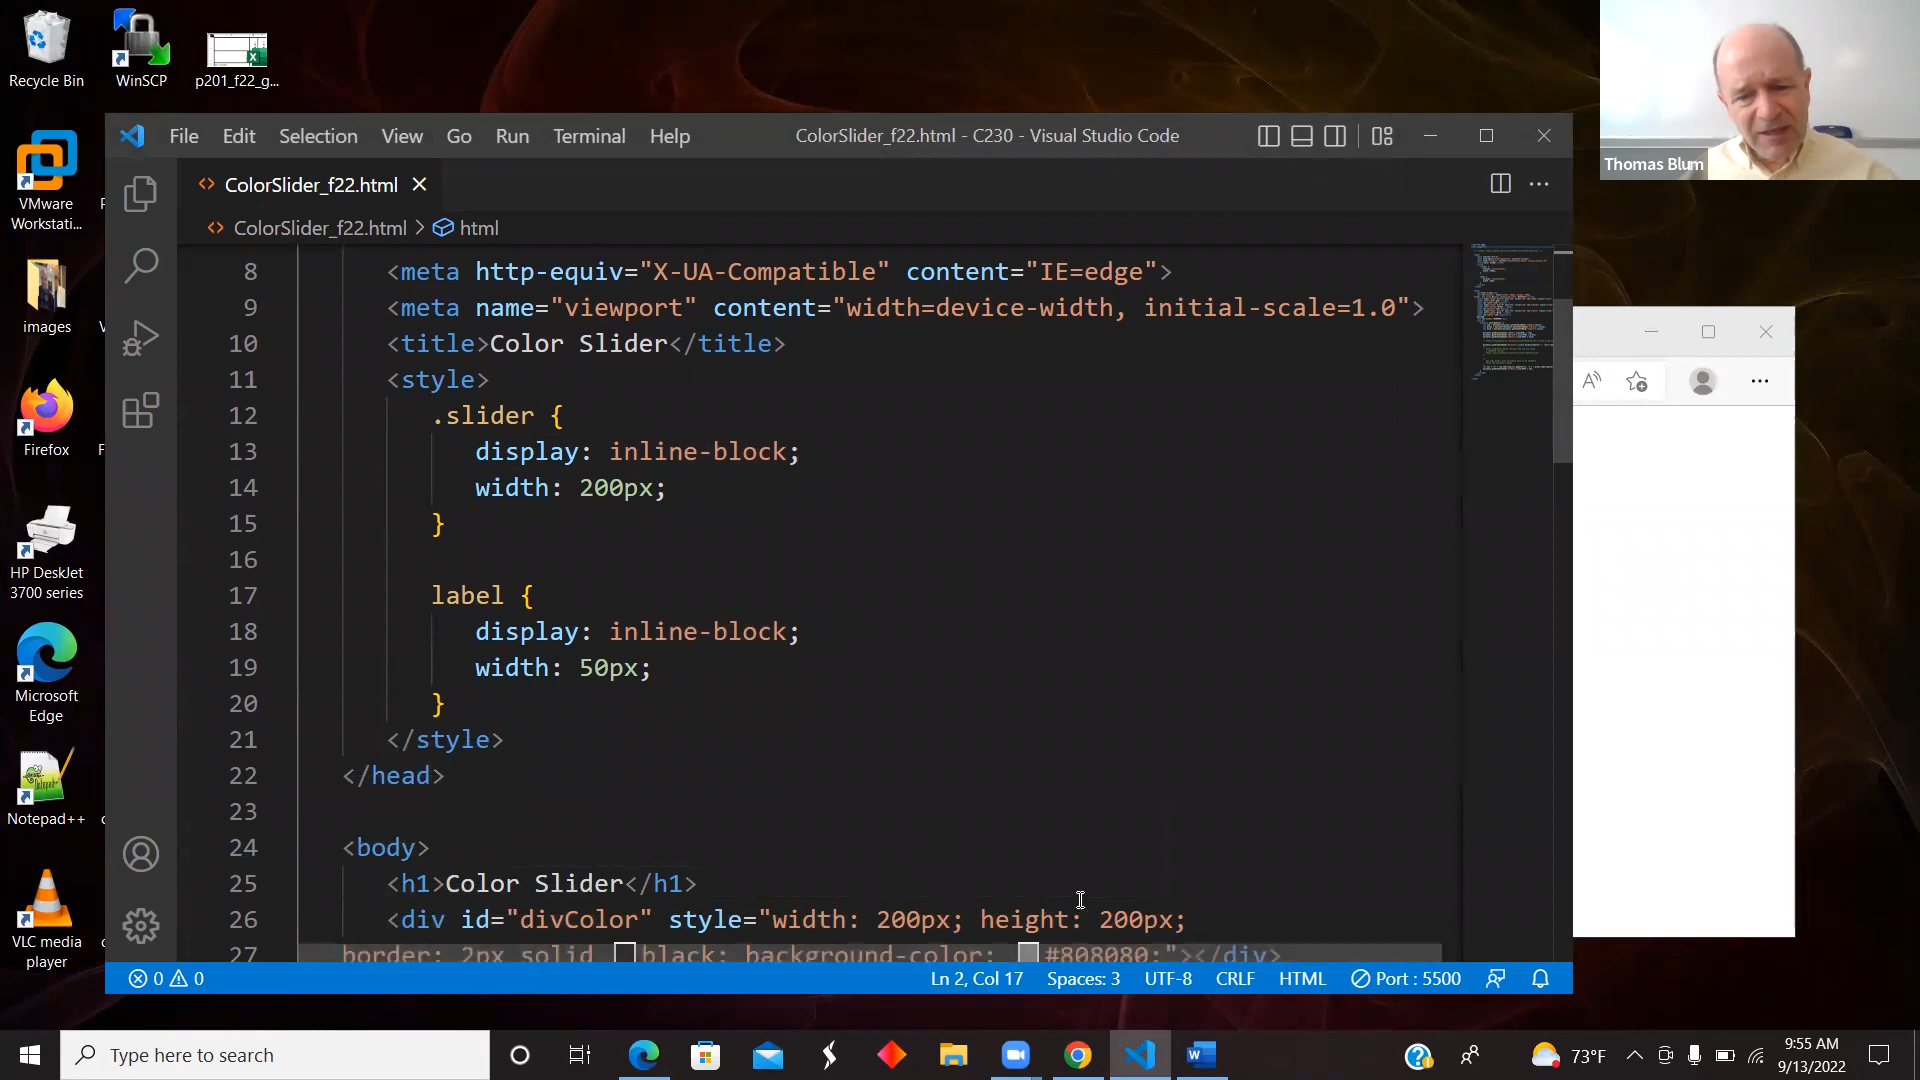 Recycle Bin
WinSCP
p201_f22_g...
Thomas Blum
File Edit Selection View Go Run Terminal Help
ColorSlider_f22.html - C230 - Visual Studio Code
VMware
Workstati...
ColorSlider_f22.html
ColorSlider_f22.html > html
8 <meta http-equiv="X-UA-Compatible" content="IE=edge">
9 <meta name="viewport" content="width=device-width, initial-scale=1.0">
10 <title>Color Slider</title>
11 <style>
12 .slider {
13 display: inline-block;
14 width: 200px;
15 }
16
17 label {
18 display: inline-block;
19 width: 50px;
20 }
21 </style>
22 </head>
23
24 <body>
25 <h1>Color Slider</h1>
26 <div id="divColor" style="width: 200px; height: 200px;
27 border: 2px solid black; background-color: #808080;"></div>
images
Firefox
HP DeskJet
3700 series
Microsoft
Edge
Notepad++
VLC media
player
0 0
Ln 2, Col 17 Spaces: 3 UTF-8 CRLF HTML Port : 5500
Type here to search
73°F
9:55 AM
9/13/2022